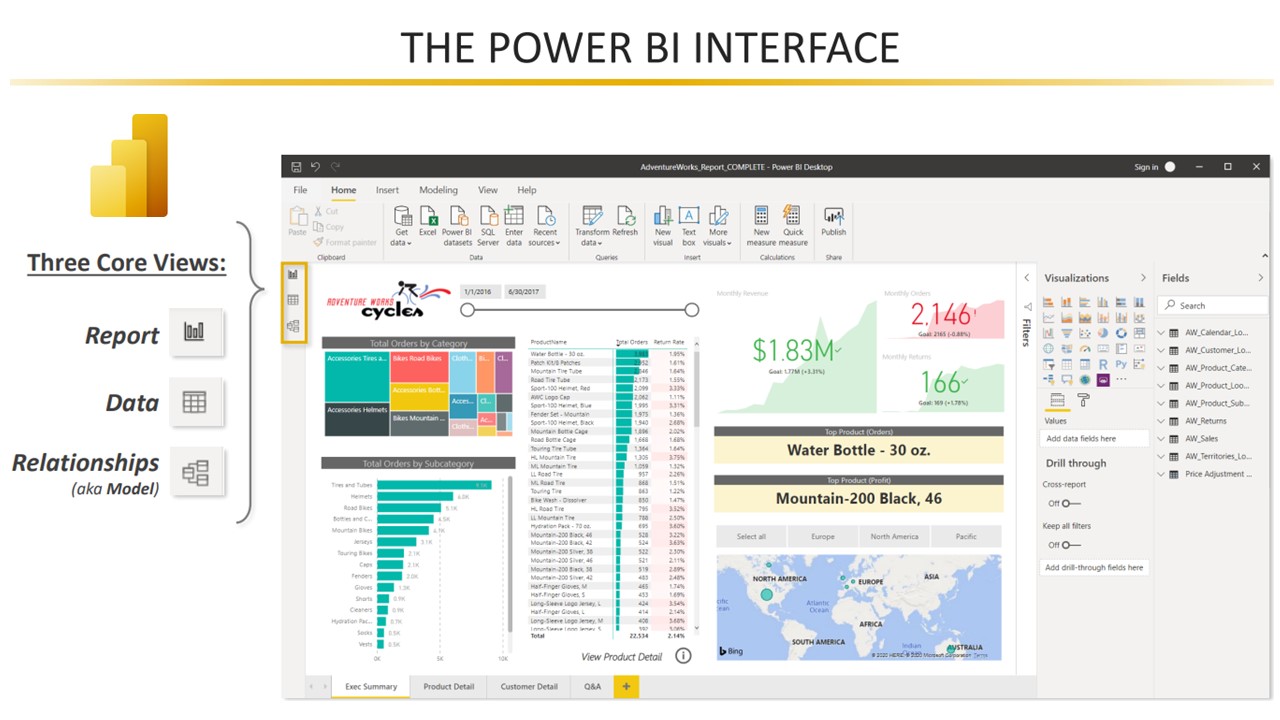 THE POWER BI INTERFACE
Three Core Views:
Report
Data
Relationships
(aka Model)
AdventureWorks_Report_COMPLETE - Power BI Desktop
Sign in
File Home Insert Modeling View Help
Paste
Cut
Copy
Format painter
Clipboard
Get data
Excel
Power BI datasets
SQL Server
Enter data
Recent sources
Data
Transform data
Refresh
Queries
New visual
Text box
More visuals
Insert
New measure
Quick measure
Calculations
Publish
Share
ADVENTURE WORKS
cycles
1/1/2016 6/30/2017
Total Orders by Category
Accessories Tires a...
Accessories Helmets
Bikes Road Bikes
Accessories Bott...
Bikes Mountain ...
Cloth...
Acces...
Cloths...
Bi...
Cl...
Cl...
Ac...
Total Orders by Subcategory
Tires and Tubes
Helmets 6.0K
Road Bikes 5.1K
Bottles and C... 4.5K
Mountain Bikes 4.1K
Jerseys 3.1K
Touring Bikes 2.1K
Caps 2.1K
Fenders 2.0K
Gloves
Shorts 0.9K
Cleaners 0.9K
Hydration Pac... 0.7K
Socks 0.5K
Vests 0.5K
0K 5K 10K
ProductName Total Orders Return Rate
Water Bottle - 30 oz. 1.95%
Patch Kit/8 Patches 1.61%
Mountain Tire Tube 1.64%
Road Tire Tube 2,173 1.55%
Sport-100 Helmet, Red 2,099 3.33%
AWC Logo Cap 2,062 1.11%
Sport-100 Helmet, Blue 1,995 3.31%
Fender Set - Mountain 1,975 1.36%
Sport-100 Helmet, Black 1,940 2.68%
Mountain Bottle Cage 1,896 2.02%
Road Bottle Cage 1,668 1.68%
Touring Tire Tube 1,364 1.64%
HL Mountain Tire 1,305 3.75%
ML Mountain Tire 1,059 1.32%
LL Road Tire 957 2.26%
ML Road Tire 868 1.51%
Touring Tire 863 1.22%
Bike Wash - Dissolver 850 1.47%
HL Road Tire 795 3.52%
LL Mountain Tire 788 2.50%
Hydration Pack - 70 oz. 695 3.60%
Mountain-200 Black, 46 528 3.22%
Mountain-200 Black, 42 524 3.63%
Mountain-200 Silver, 38 522 2.30%
Mountain-200 Silver, 46 521 2.11%
Mountain-200 Black, 38 519 2.89%
Mountain-200 Silver, 42 483 2.48%
Half-Finger Gloves, M 465 1.74%
Half-Finger Gloves, S 453 1.69%
Long-Sleeve Logo Jersey, L 424 3.54%
Half-Finger Gloves, L 414 2.14%
Long-Sleeve Logo Jersey, M 408 3.68%
Long-Sleeve Logo Jersey, S
Total 22,534 2.14%
View Product Detail
Monthly Revenue
$1.83M
Goal: 1.77M (+3.31%)
Monthly Orders
2,146
Goal: 2165 (-0.88%)
Monthly Returns
166
Goal: 169 (+1.78%)
Top Product (Orders)
Water Bottle - 30 oz.
Top Product (Profit)
Mountain-200 Black, 46
Select all Europe North America Pacific
NORTH AMERICA
EUROPE
ASIA
cific
ean
Atlantic
Ocean
AFRICA
SOUTH AMERICA
Indian
AUSTRALIA
Bing
© 2020 HERE, © 2020 Microsoft Corporation Terms
Filters
Visualizations
Values
Add data fields here
Drill through
Cross-report
Off
Keep all filters
Off
Add drill-through fields here
Fields
Search
AW_Calendar_Lo...
AW_Customer_Lo...
AW_Product_Cate...
AW_Product_Loo...
AW_Product_Sub...
AW_Returns
AW_Sales
AW_Territories_Lo...
Price Adjustment ...
Exec Summary Product Detail Customer Detail Q&A +